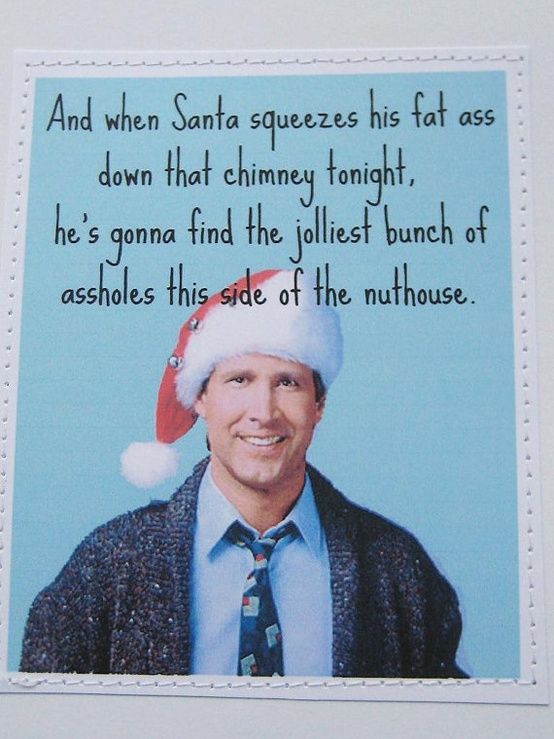 And when Santa squeezes his fat ass
down that chimney tonight,
he's gonna find the jolliest bunch of
assholes this side of the nuthouse.